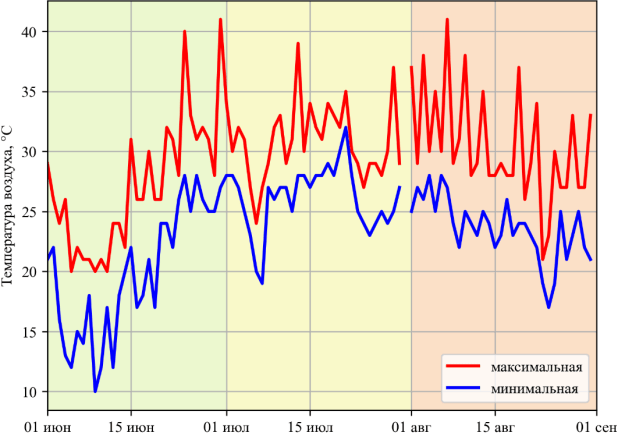 Температура воздуха, °C
40
35
30
25
20
15
10
01 июн
15 июн
01 июл
15 июл
01 авг
15 авг
01 сен
максимальная
минимальная